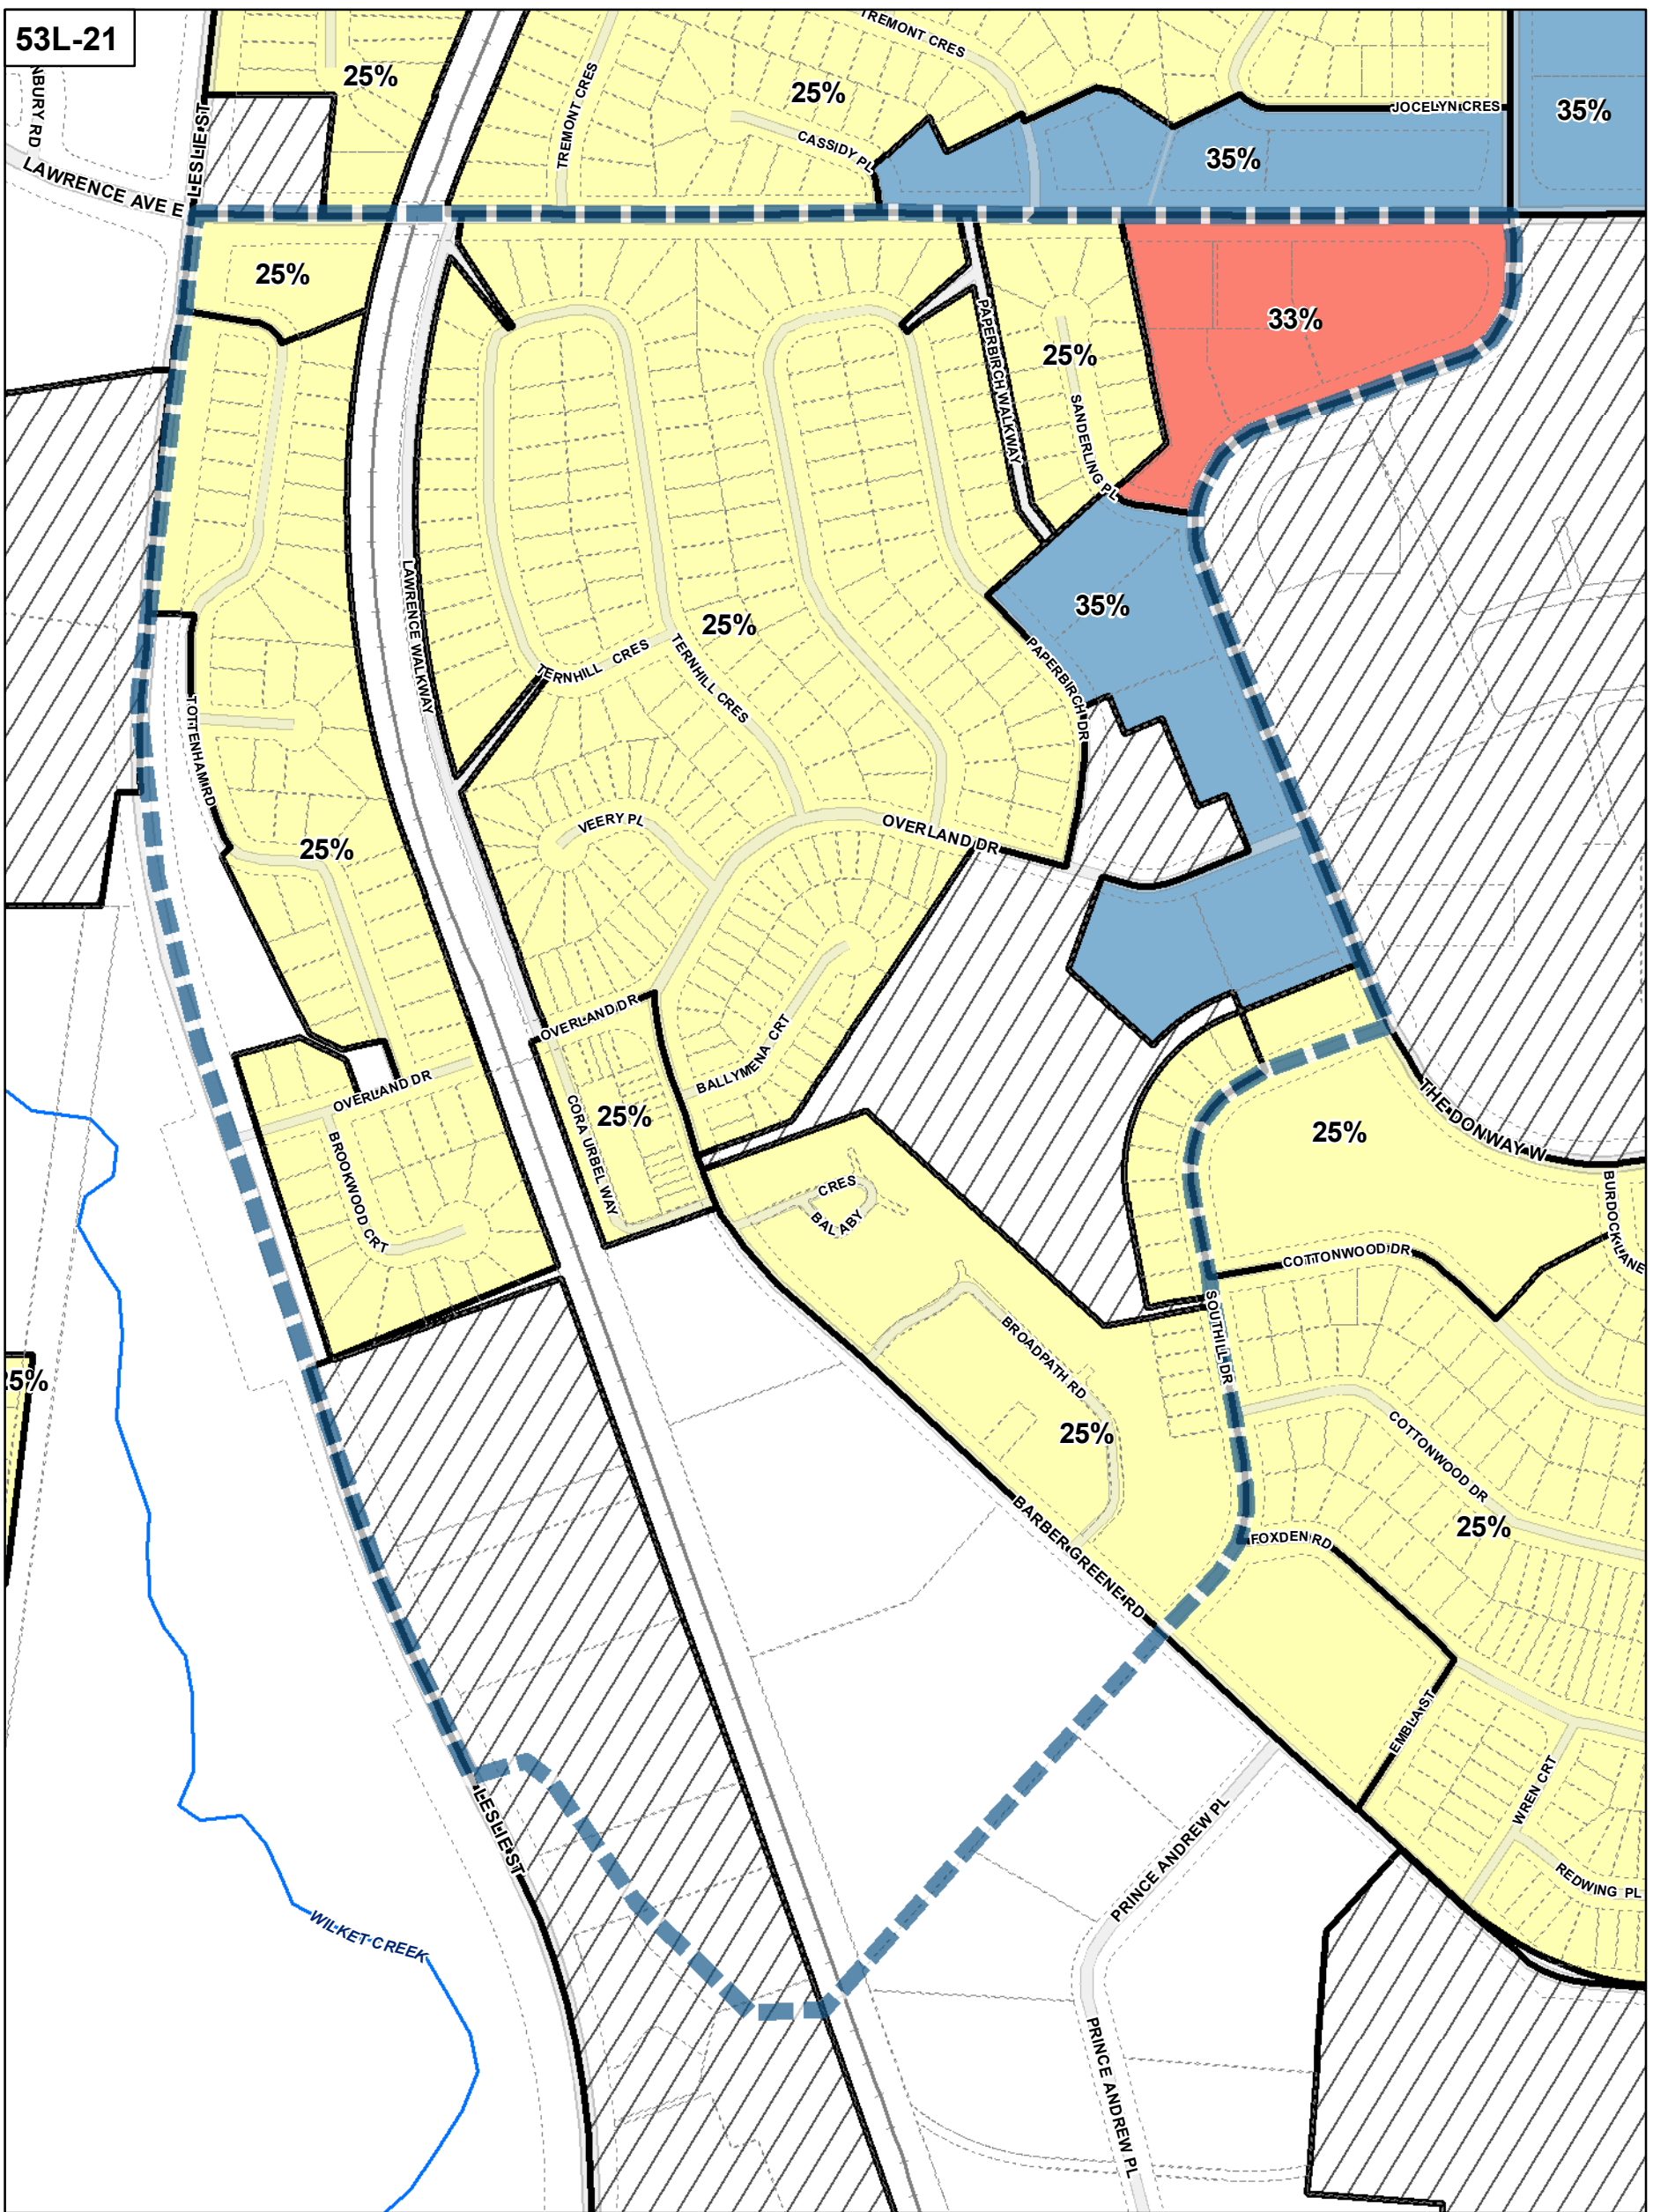 53L-21
TREMONT CRES
25%
NBURY RD
LESLIE ST
TREMONT CRES
25%
JOCELYN CRES
35%
CASSIDY PL
35%
LAWRENCE AVE E
25%
33%
PAPERBIRCH WALKWAY
25%
SANDERLING PL
LAWRENCE WALKWAY
35%
25%
TERNHILL CRES
TERNHILL CRES
PAPERBIRCH DR
TOTTENHAM RD
VEERY PL
OVERLAND DR
25%
OVERLAND DR
BALLYMENA CRT
OVERLAND DR
CORA URBEL WAY
25%
THE DONWAY W
25%
BROOKWOOD CRT
CRES
BALABY
BURDOCK LANE
COTTONWOOD DR
SOUTHILL DR
BROADPATH RD
25%
25%
COTTONWOOD DR
25%
BARBER GREENE RD
FOXDEN RD
EMBLA ST
WREN CRT
LESLIE ST
PRINCE ANDREW PL
REDWING PL
WILKET CREEK
PRINCE ANDREW PL